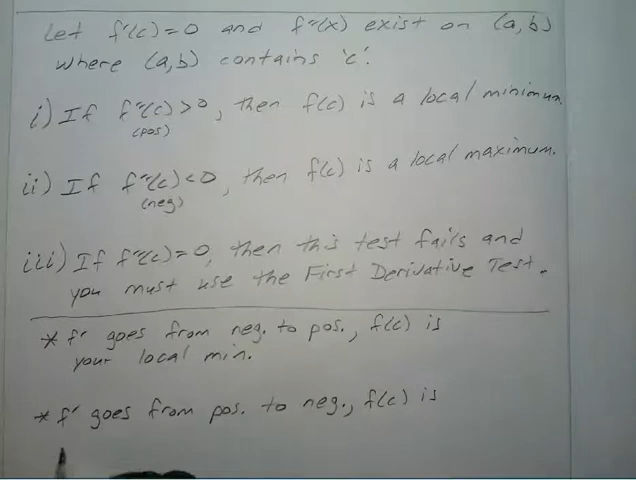 Let f'(c)=0 and f"(x) exist on (a,b)
where (a,b) contains 'c'.
i) If f"(c)>0, then f(c) is a local minimum.
(pos)
ii) If f"(c)<0, then f(c) is a local maximum.
(neg)
iii) If f"(c)=0, then this test fails and
you must use the First Derivative Test.
* f' goes from neg. to pos., f(c) is
your local min.
* f' goes from pos. to neg., f(c) is